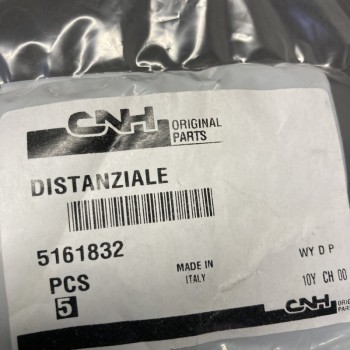 CNH ORIGINAL
PARTS
DISTANZIALE
5161832
PCS
5
MADE IN
ITALY
WY D P
10Y CH 00
CNH